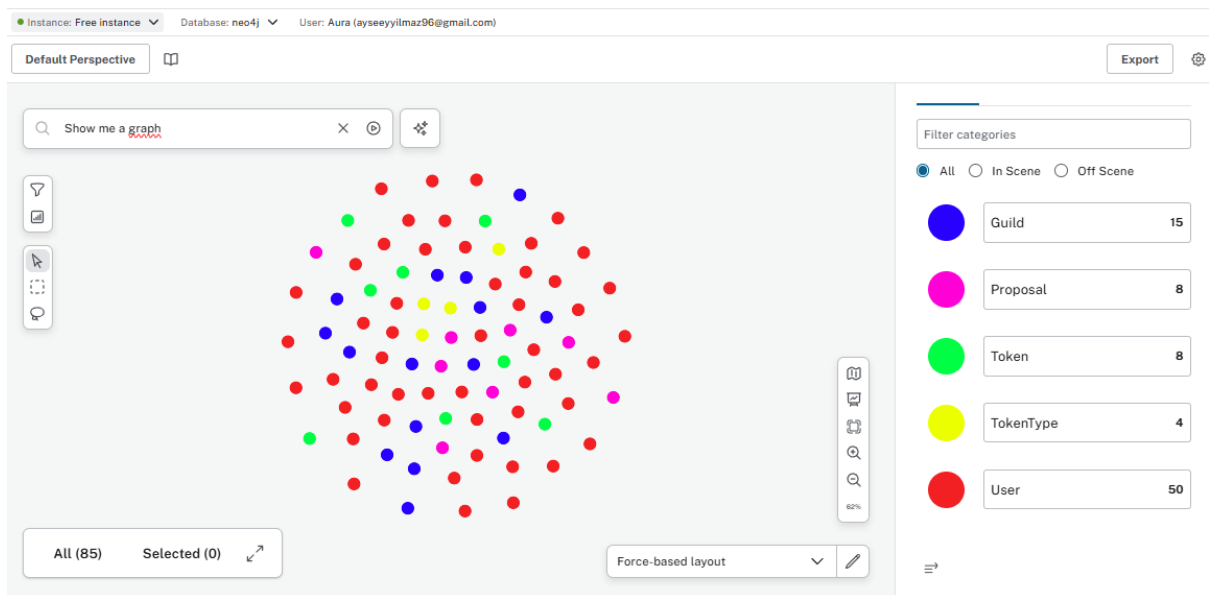 Instance: Free instance Database: neo4j User: Aura (ayseeyyilmaz96@gmail.com)
Default Perspective Export
Show me a graph
Filter categories
All In Scene Off Scene
Guild 15
Proposal 8
Token 8
TokenType 4
User 50
62%
All (85) Selected (0)
Force-based layout